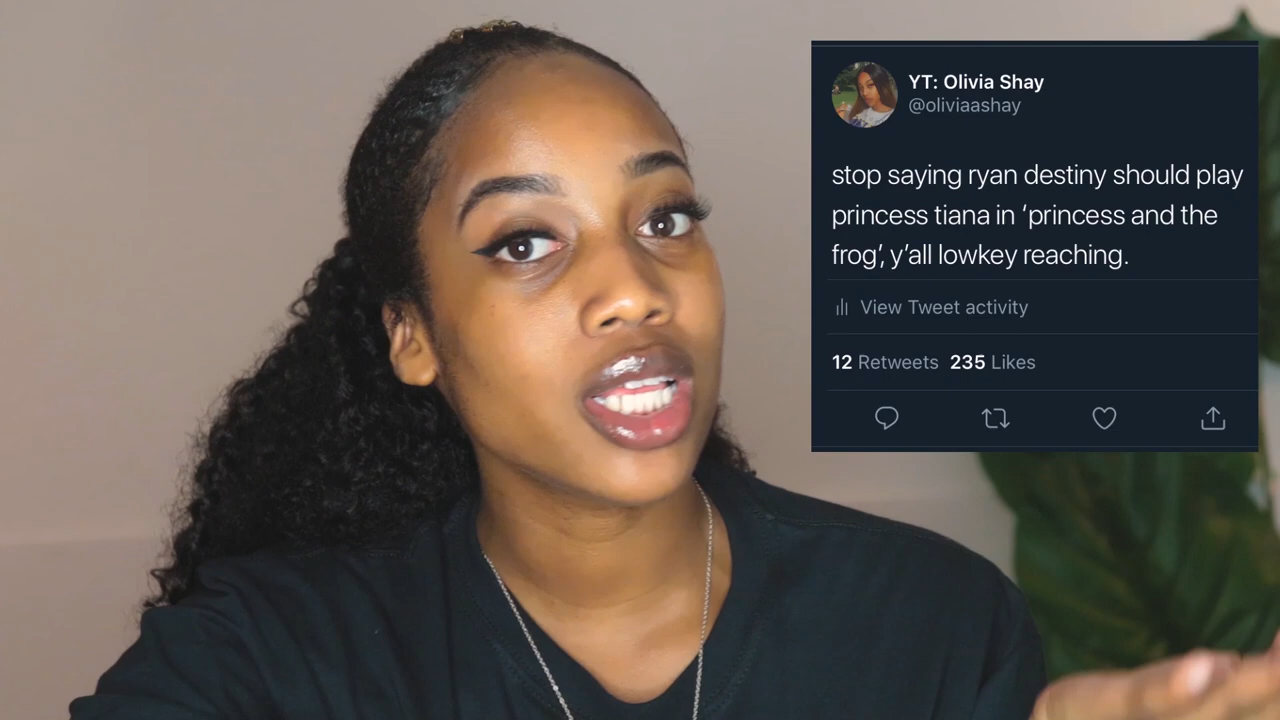 YT: Olivia Shay
@oliviaashay
stop saying ryan destiny should play
princess tiana in ‘princess and the
frog’, y’all lowkey reaching.
View Tweet activity
12 Retweets 235 Likes